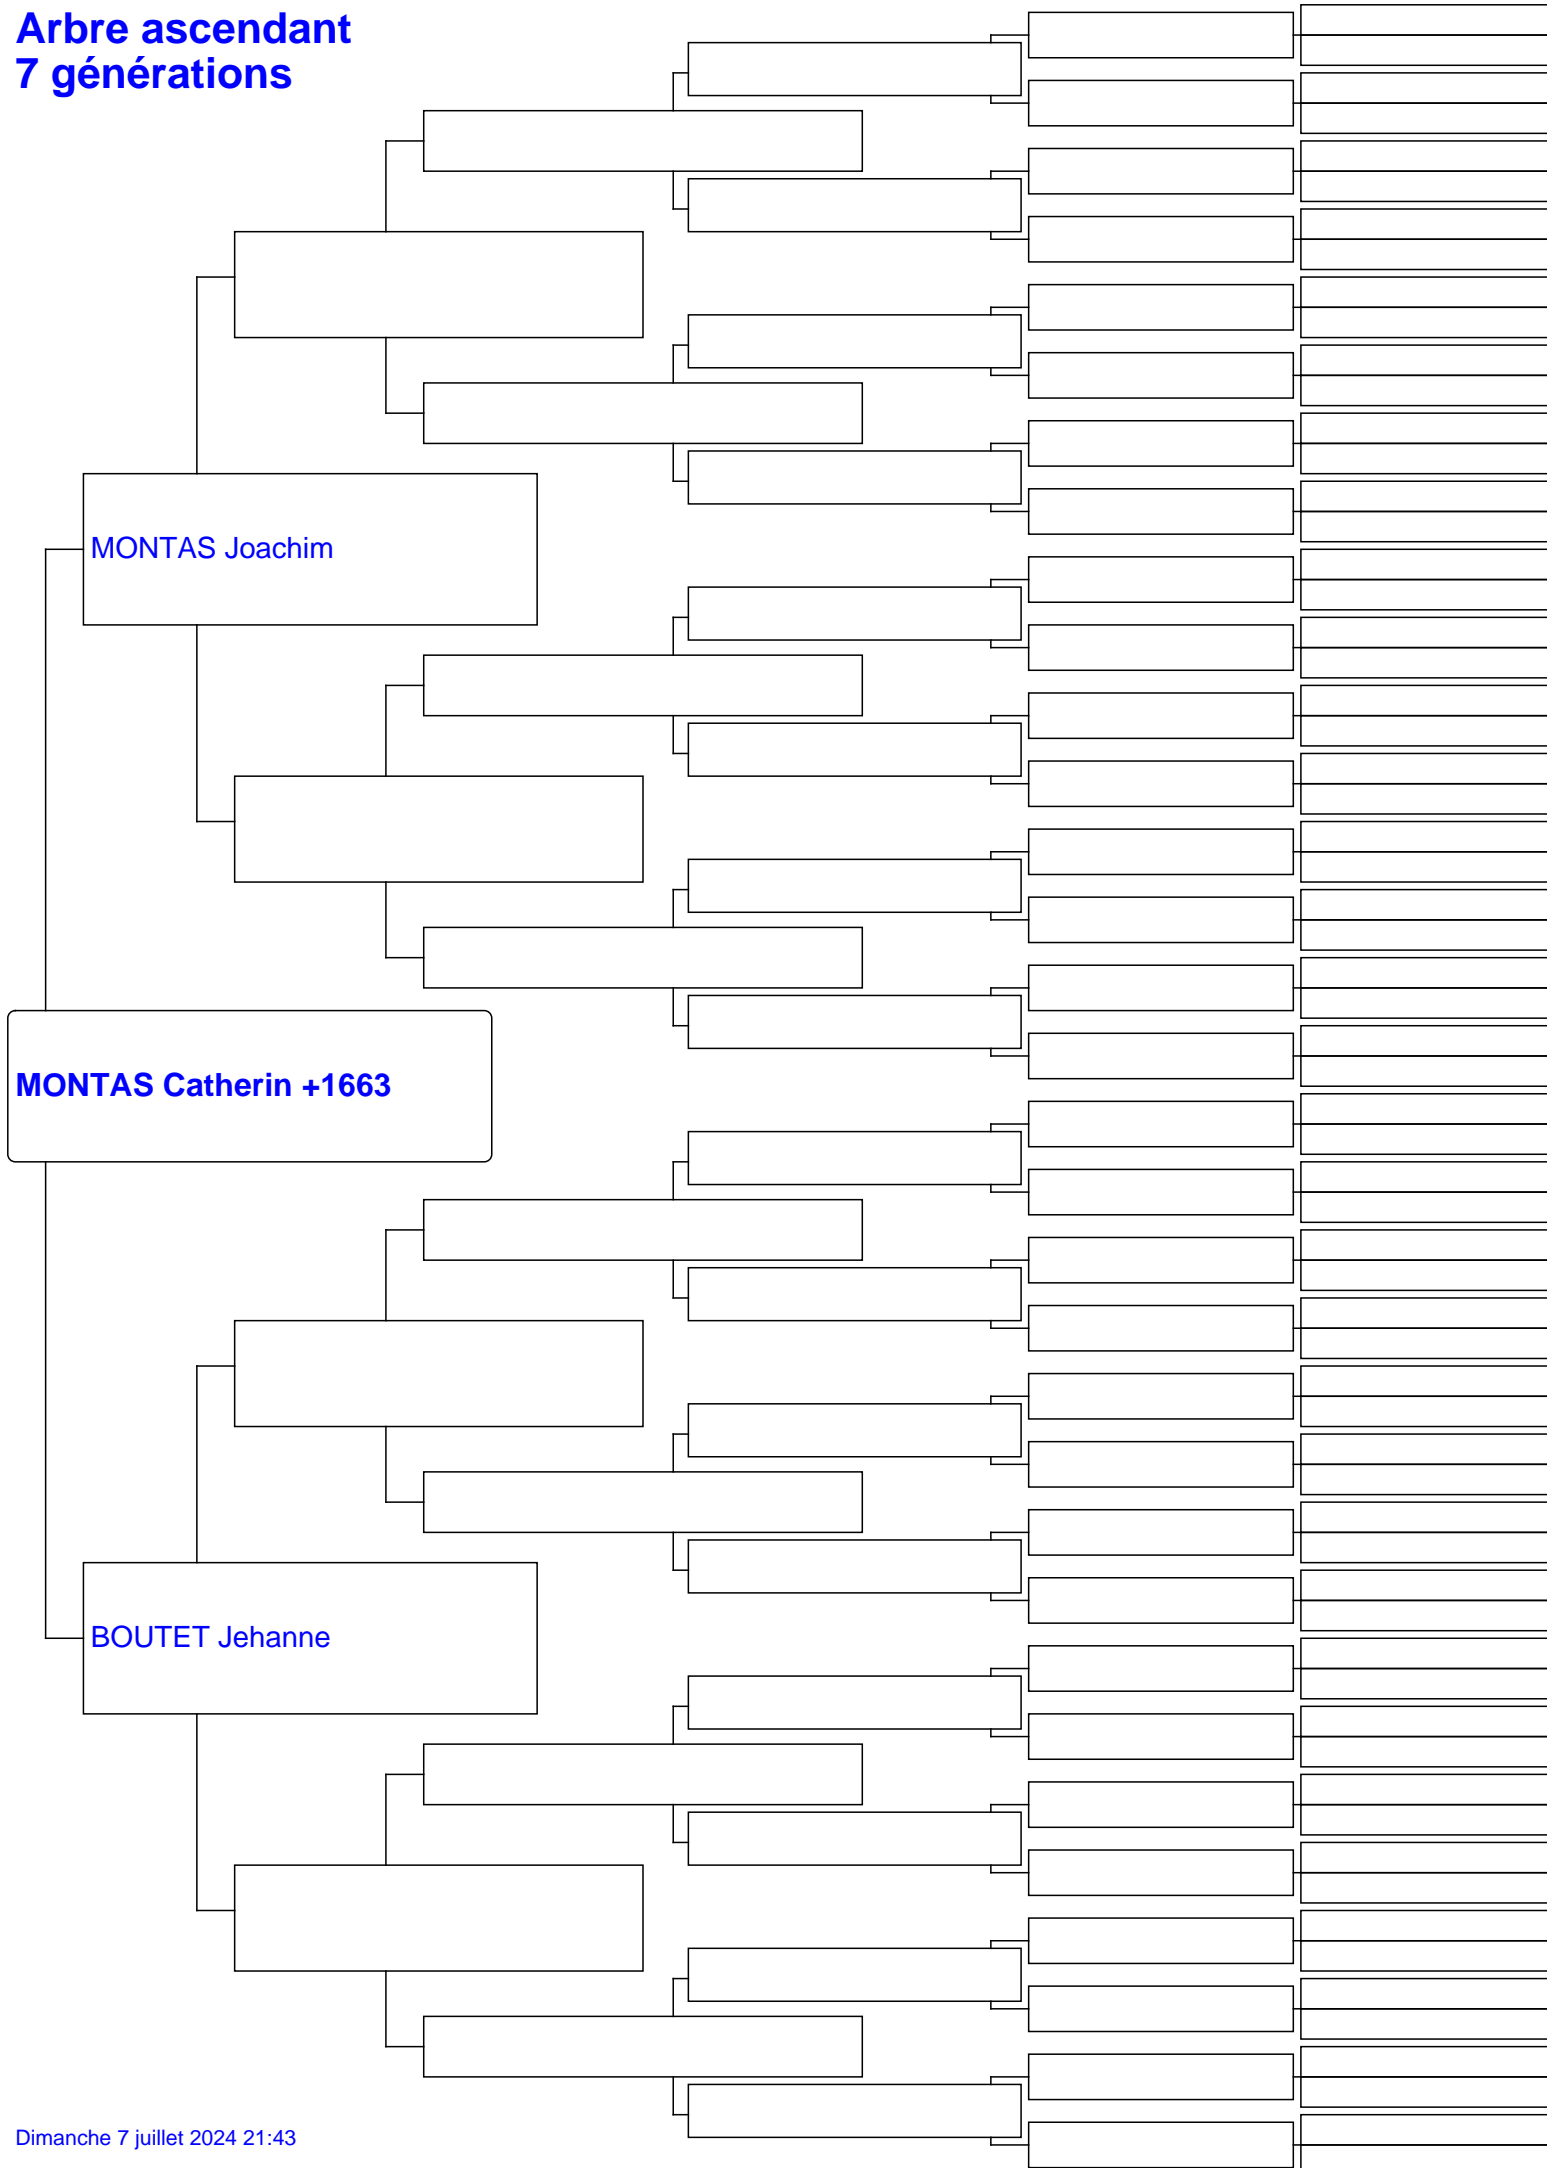 Arbre ascendant
7 générations
MONTAS Joachim
MONTAS Catherin +1663
BOUTET Jehanne
Dimanche 7 juillet 2024 21:43